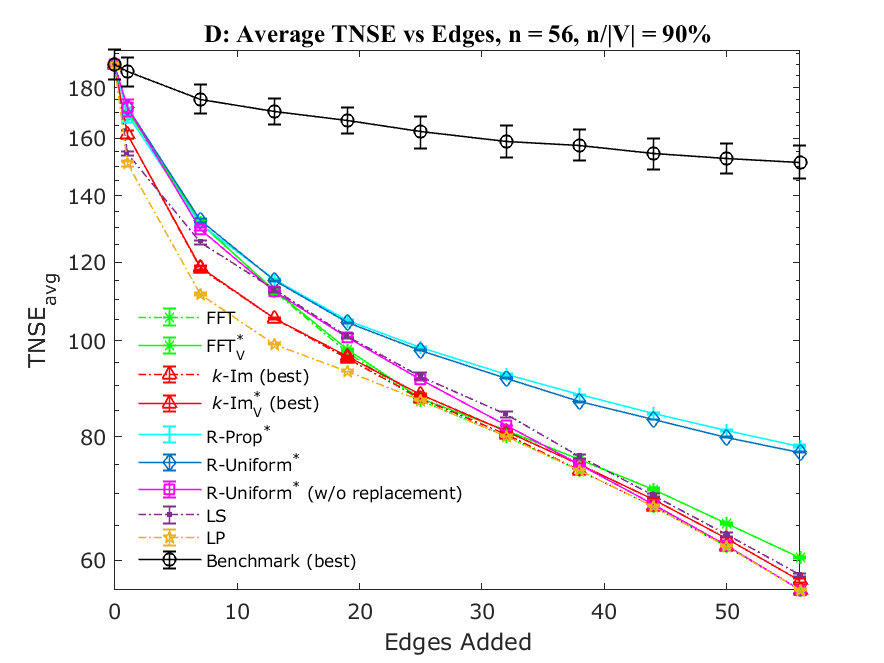 D: Average TNSE vs Edges, n = 56, n/|V| = 90%
TNSE_avg
180
160
140
120
100
80
60
FFT
FFT*_V
k-Im (best)
k-Im*_V (best)
R-Prop*
R-Uniform*
R-Uniform* (w/o replacement)
LS
LP
Benchmark (best)
0 10 20 30 40 50
Edges Added